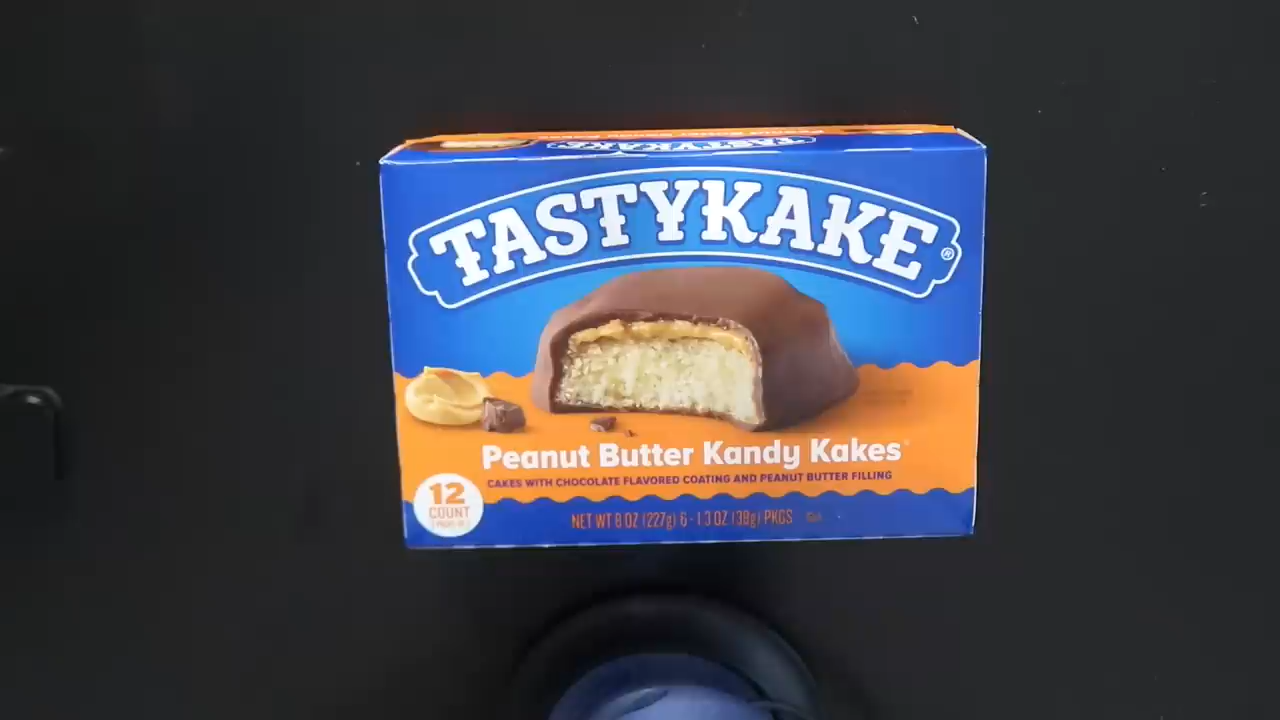 TASTYKAKE®
Peanut Butter Kandy Kakes
CAKES WITH CHOCOLATE FLAVORED COATING AND PEANUT BUTTER FILLING
12
COUNT
NET WT 8 OZ (227g) 6 - 1.3 OZ (38g) PKGS